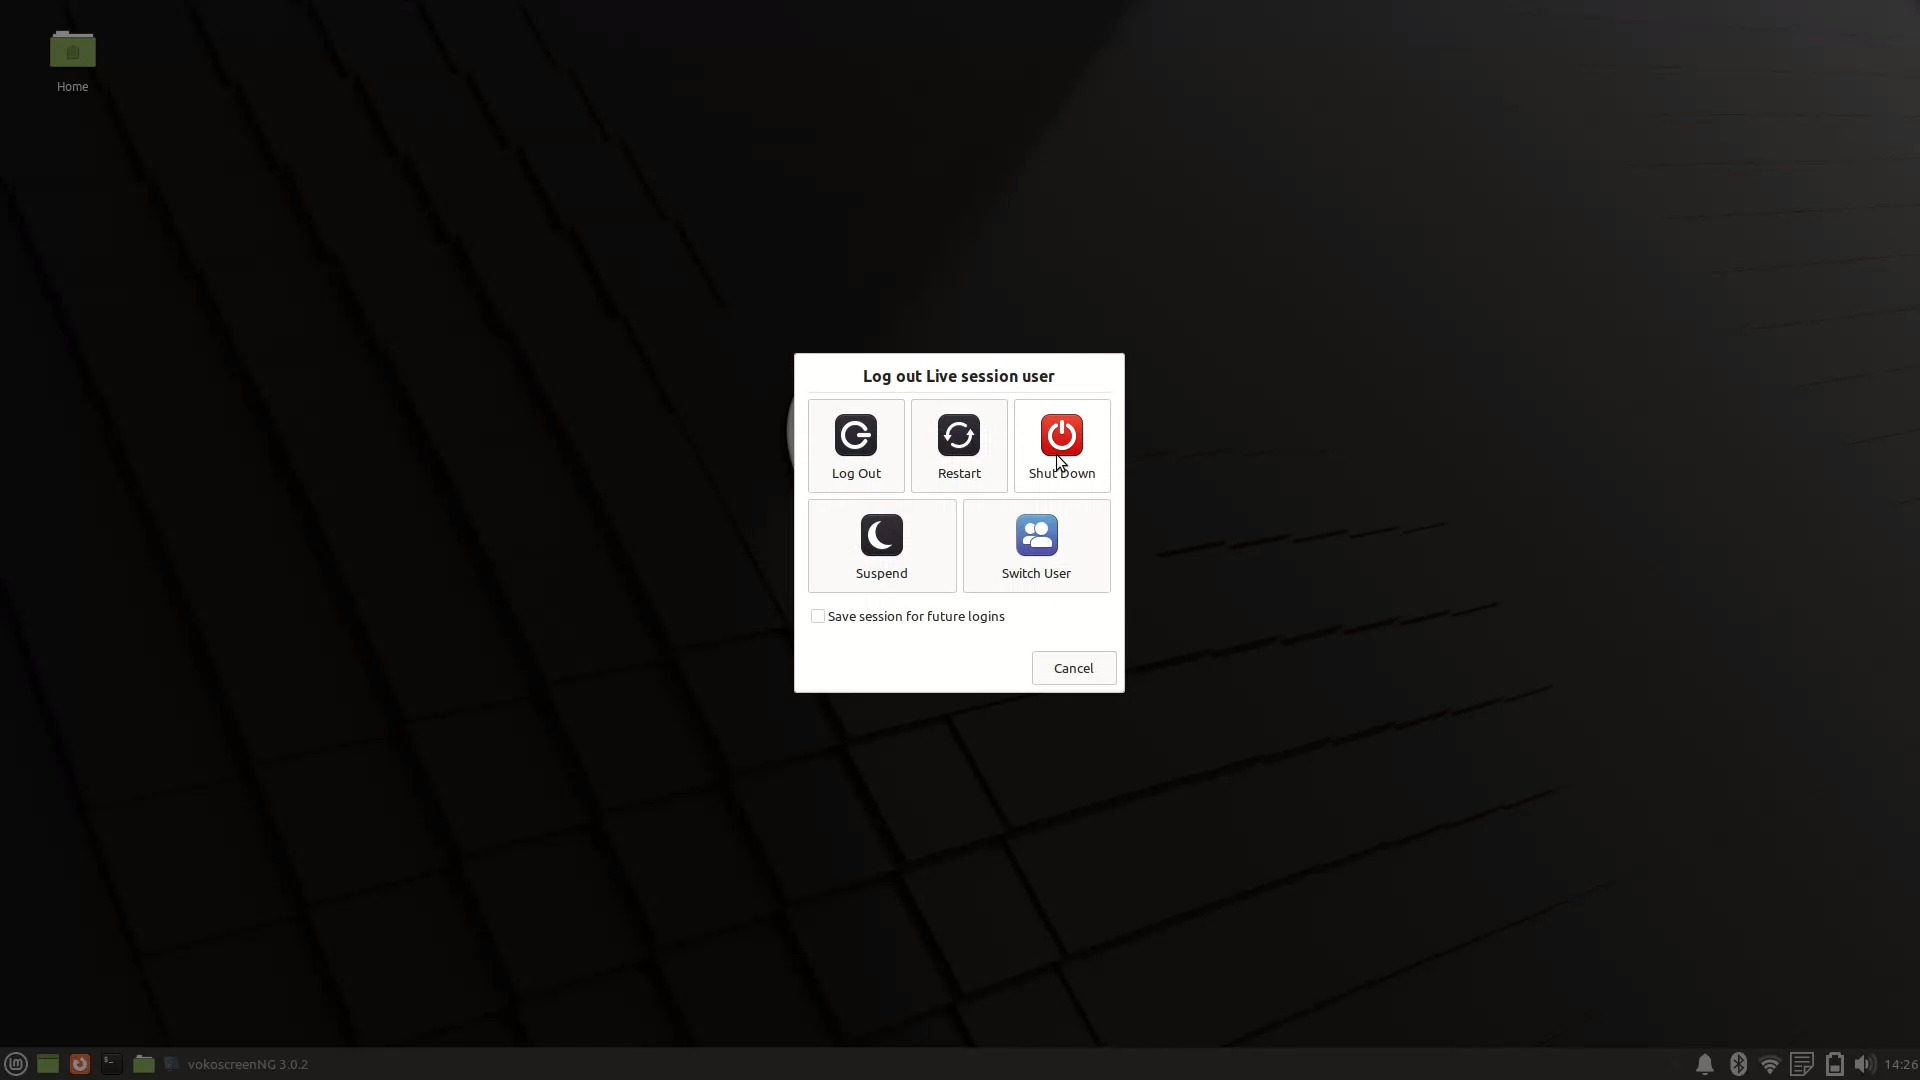 Home
Log out Live session user
Log Out
Restart
Shut Down
Suspend
Switch User
Save session for future logins
Cancel
vokoscreenNG 3.0.2
14:26